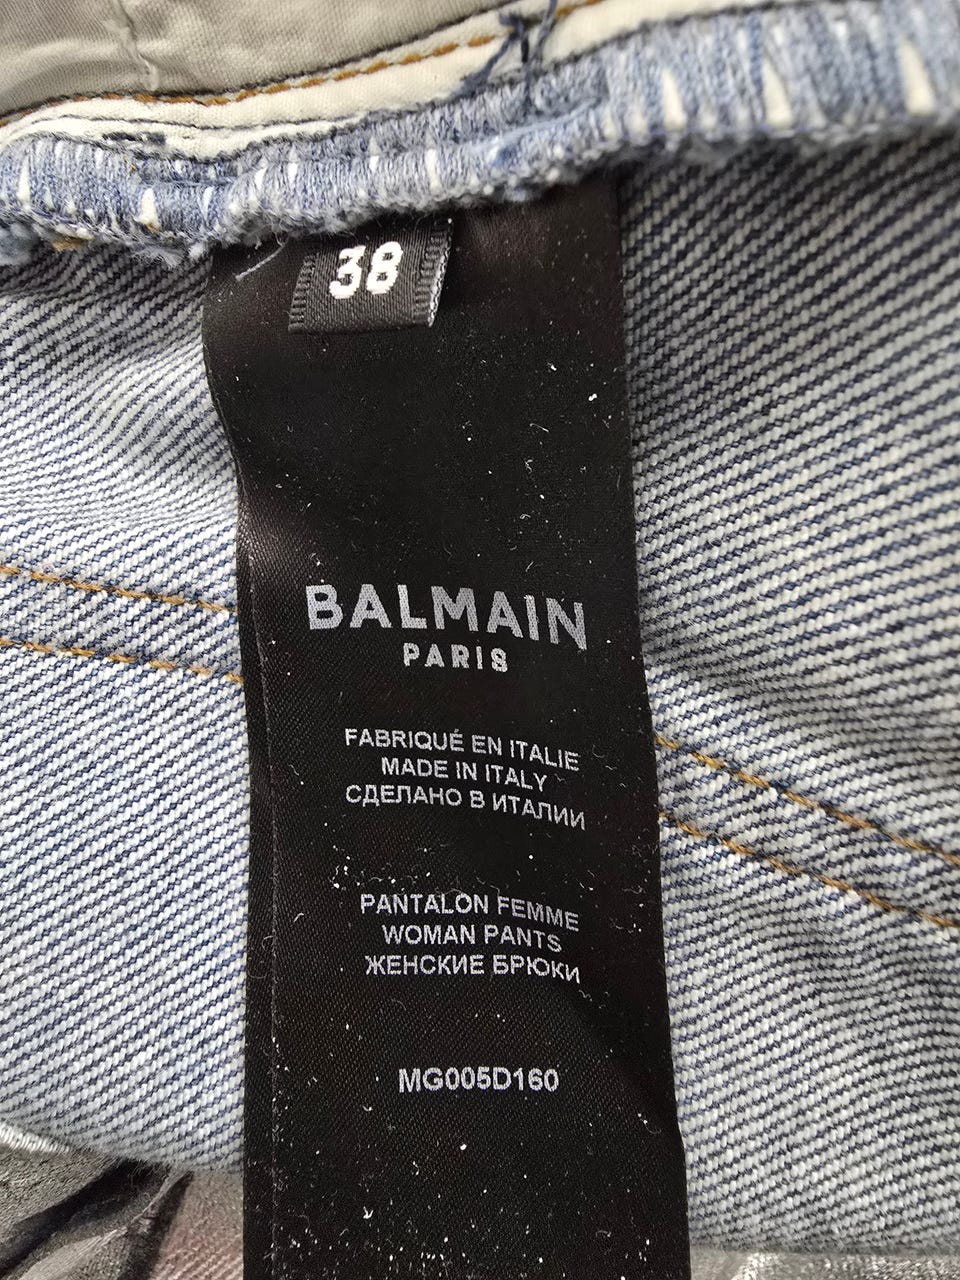 38
BALMAIN
PARIS
FABRIQUÉ EN ITALIE
MADE IN ITALY
СДЕЛАНО В ИТАЛИИ
PANTALON FEMME
WOMAN PANTS
ЖЕНСКИЕ БРЮКИ
MG005D160